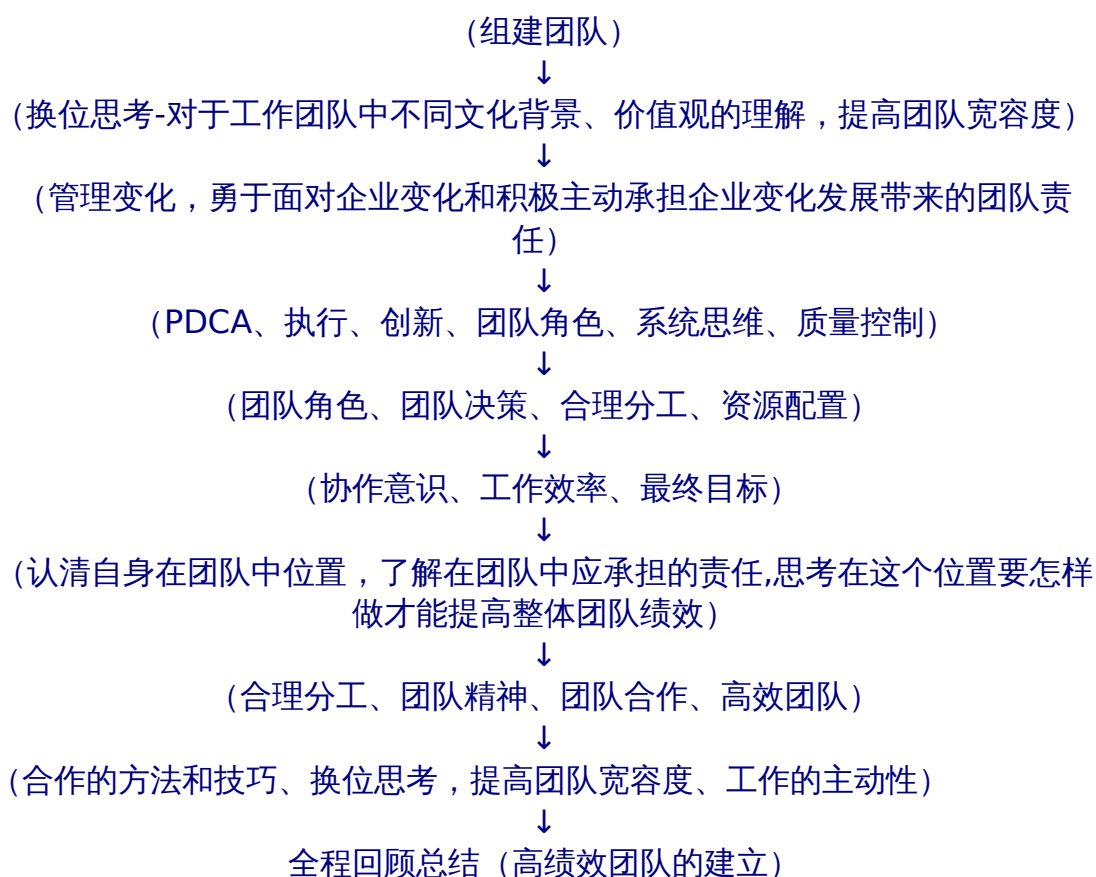 （组建团队）
↓
（换位思考-对于工作团队中不同文化背景、价值观的理解，提高团队宽容度）
↓
（管理变化，勇于面对企业变化和积极主动承担企业变化发展带来的团队责
任）
↓
（PDCA、执行、创新、团队角色、系统思维、质量控制）
↓
（团队角色、团队决策、合理分工、资源配置）
↓
（协作意识、工作效率、最终目标）
↓
（认清自身在团队中位置，了解在团队中应承担的责任,思考在这个位置要怎样
做才能提高整体团队绩效）
↓
（合理分工、团队精神、团队合作、高效团队）
↓
（合作的方法和技巧、换位思考，提高团队宽容度、工作的主动性）
↓
全程回顾总结（高绩效团队的建立）